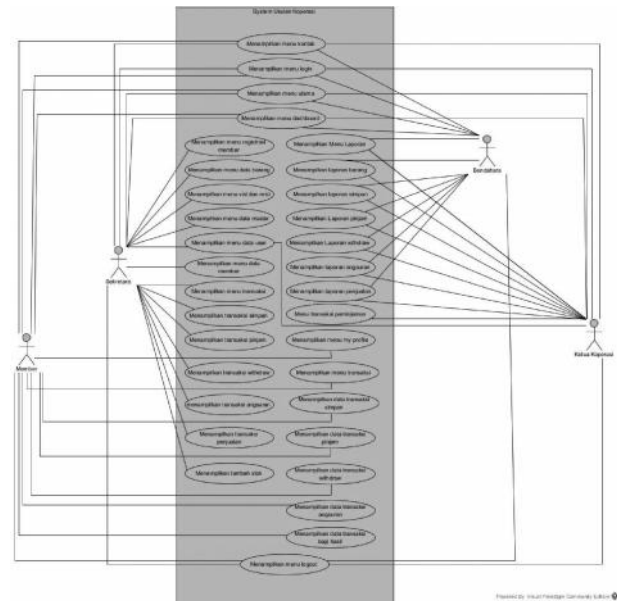 System Usulan Koperasi
Menampilkan menu kontak
Menampilkan menu login
Menampilkan menu utama
Menampilkan menu dashboard
Menampilkan menu registrasi
member
Menampilkan Menu Laporan
Menampilkan menu data barang
Menampilkan laporan barang
Menampilkan menu visi dan misi
Menampilkan laporan simpan
Menampilkan menu data master
Menampilkan Laporan pinjam
Menampilkan menu data user
Menampilkan Laporan withdraw
Menampilkan menu data
member
Menampilkan laporan angsuran
Menampilkan menu transaksi
Menampilkan laporan penjualan
Menampilkan transaksi simpan
Menu transaksi peminjaman
Menampilkan transaksi pinjam
Menampilkan menu my profile
Menampilkan transaksi withdraw
Menampilkan menu transaksi
Menampilkan transaksi angsuran
Menampilkan data transaksi
simpan
Menampilkan transaksi
penjualan
Menampilkan data transaksi
pinjam
Menampilkan tambah stok
Menampilkan data transaksi
withdraw
Menampilkan data transaksi
angsuran
Menampilkan data transaksi
bagi hasil
Menampilkan menu logout
Bendahara
Sekretaris
Member
Ketua Koperasi
Powered By Visual Paradigm Community Edition